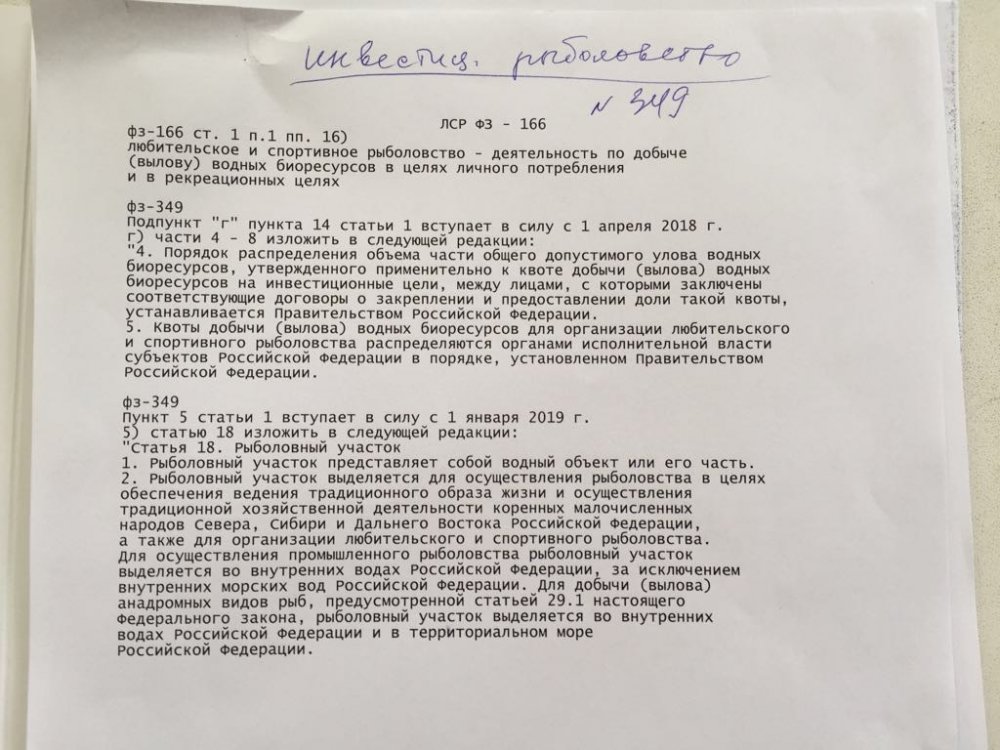 инвестиц. рыболовство
N 349
ЛСР ФЗ - 166
фз-166 ст. 1 п.1 пп. 16)
любительское и спортивное рыболовство - деятельность по добыче
(вылову) водных биоресурсов в целях личного потребления
и в рекреационных целях
фз-349
Подпункт "г" пункта 14 статьи 1 вступает в силу с 1 апреля 2018 г.
г) части 4 - 8 изложить в следующей редакции:
"4. Порядок распределения объема части общего допустимого улова водных
биоресурсов, утвержденного применительно к квоте добычи (вылова) водных
биоресурсов на инвестиционные цели, между лицами, с которыми заключены
соответствующие договоры о закреплении и предоставлении доли такой квоты,
устанавливается Правительством Российской Федерации.
5. Квоты добычи (вылова) водных биоресурсов для организации любительского
и спортивного рыболовства распределяются органами исполнительной власти
субъектов Российской Федерации в порядке, установленном Правительством
Российской Федерации.
фз-349
Пункт 5 статьи 1 вступает в силу с 1 января 2019 г.
5) статью 18 изложить в следующей редакции:
"Статья 18. Рыболовный участок
1. Рыболовный участок представляет собой водный объект или его часть.
2. Рыболовный участок выделяется для осуществления рыболовства в целях
обеспечения ведения традиционного образа жизни и осуществления
традиционной хозяйственной деятельности коренных малочисленных
народов Севера, Сибири и Дальнего Востока Российской Федерации,
а также для организации любительского и спортивного рыболовства.
Для осуществления промышленного рыболовства рыболовный участок
выделяется во внутренних водах Российской Федерации, за исключением
внутренних морских вод Российской Федерации. Для добычи (вылова)
анадромных видов рыб, предусмотренной статьей 29.1 настоящего
Федерального закона, рыболовный участок выделяется во внутренних
водах Российской Федерации и в территориальном море
Российской Федерации.